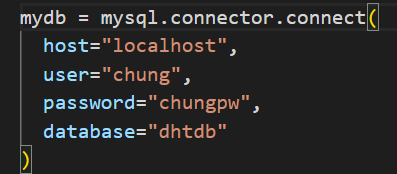 mydb = mysql.connector.connect(
  host="localhost",
  user="chung",
  password="chungpw",
  database="dhtdb"
)